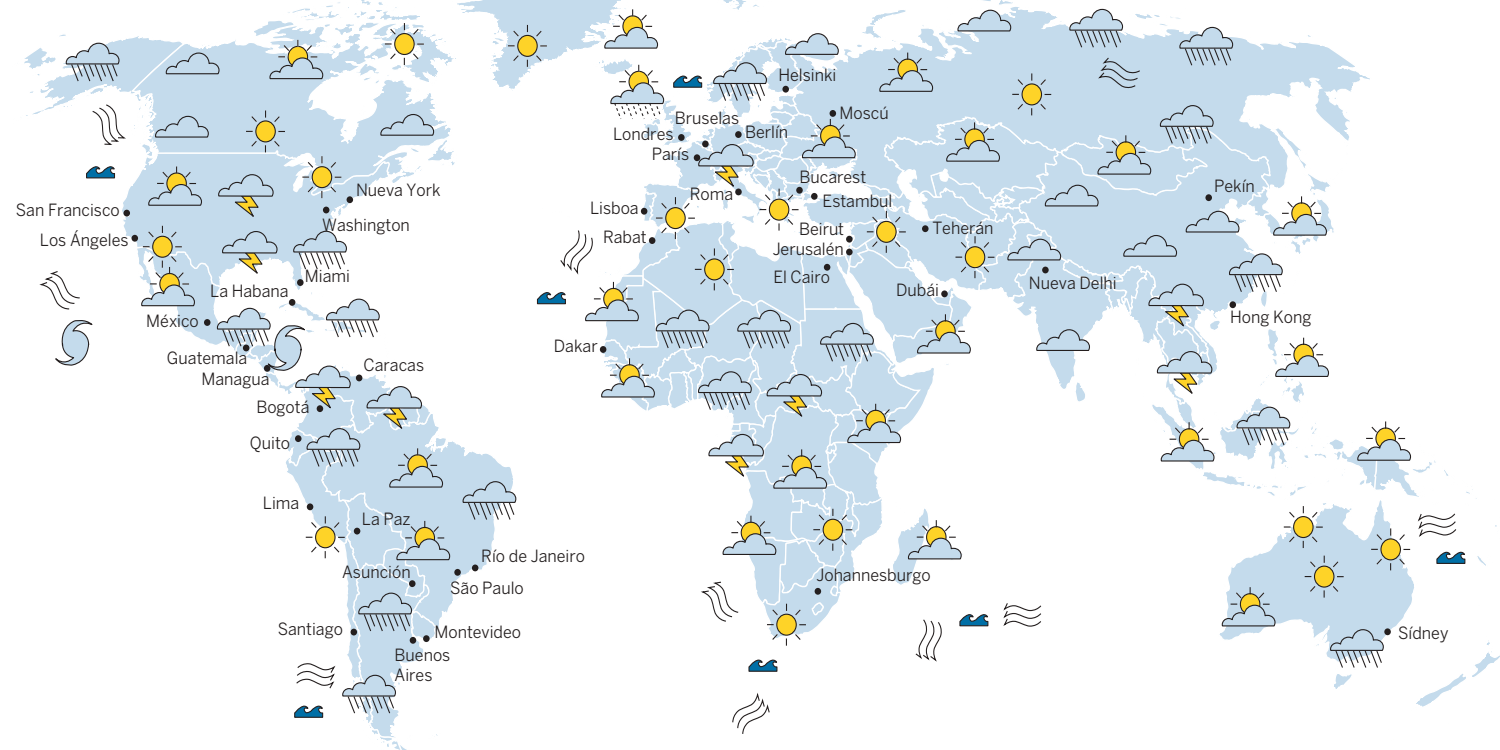 Helsinki
Moscú
Bruselas
Londres
Berlín
París
Bucarest
Roma
Estambul
Lisboa
Rabat
Beirut
Jerusalén
El Cairo
Teherán
Dubái
Nueva Delhi
Pekín
Hong Kong
Nueva York
Washington
San Francisco
Los Ángeles
Miami
La Habana
México
Guatemala
Managua
Caracas
Bogotá
Quito
Lima
La Paz
Río de Janeiro
São Paulo
Asunción
Santiago
Montevideo
Buenos
Aires
Dakar
Johannesburgo
Sídney